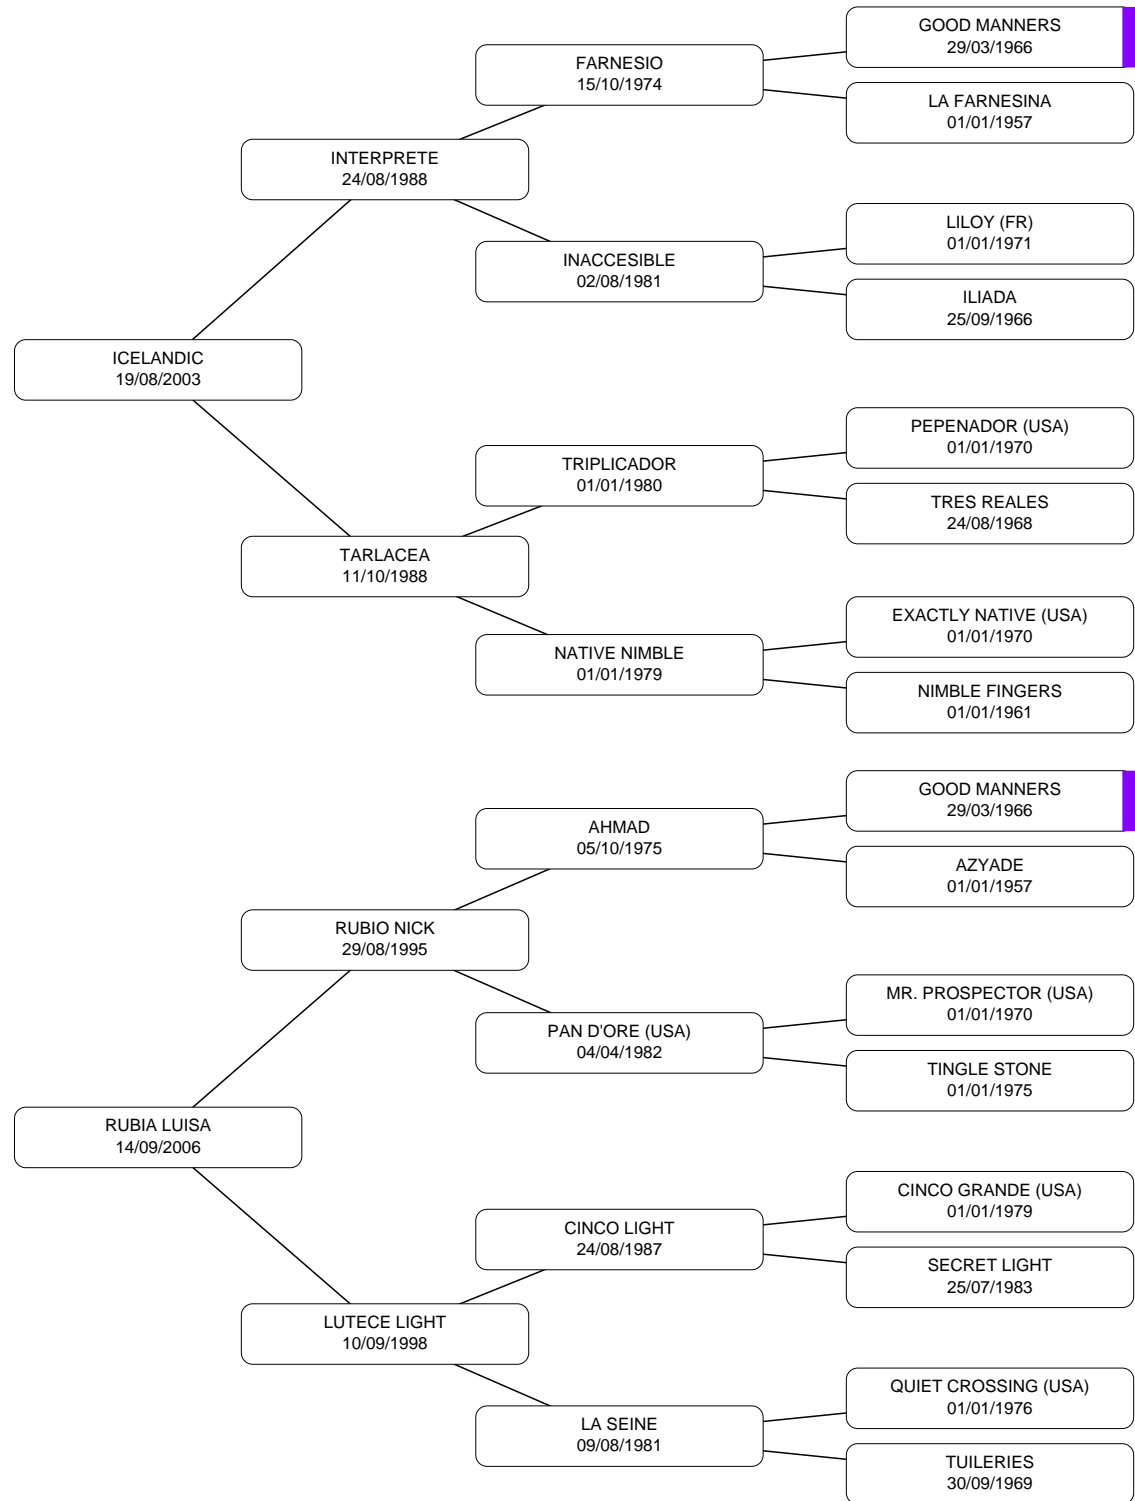 GOOD MANNERS
29/03/1966
FARNESIO
15/10/1974
LA FARNESINA
01/01/1957
INTERPRETE
24/08/1988
LILOY (FR)
01/01/1971
INACCESIBLE
02/08/1981
ILIADA
25/09/1966
ICELANDIC
19/08/2003
PEPENADOR (USA)
01/01/1970
TRIPLICADOR
01/01/1980
TRES REALES
24/08/1968
TARLACEA
11/10/1988
EXACTLY NATIVE (USA)
01/01/1970
NATIVE NIMBLE
01/01/1979
NIMBLE FINGERS
01/01/1961
GOOD MANNERS
29/03/1966
AHMAD
05/10/1975
AZYADE
01/01/1957
RUBIO NICK
29/08/1995
MR. PROSPECTOR (USA)
01/01/1970
PAN D'ORE (USA)
04/04/1982
TINGLE STONE
01/01/1975
RUBIA LUISA
14/09/2006
CINCO GRANDE (USA)
01/01/1979
CINCO LIGHT
24/08/1987
SECRET LIGHT
25/07/1983
LUTECE LIGHT
10/09/1998
QUIET CROSSING (USA)
01/01/1976
LA SEINE
09/08/1981
TUILERIES
30/09/1969